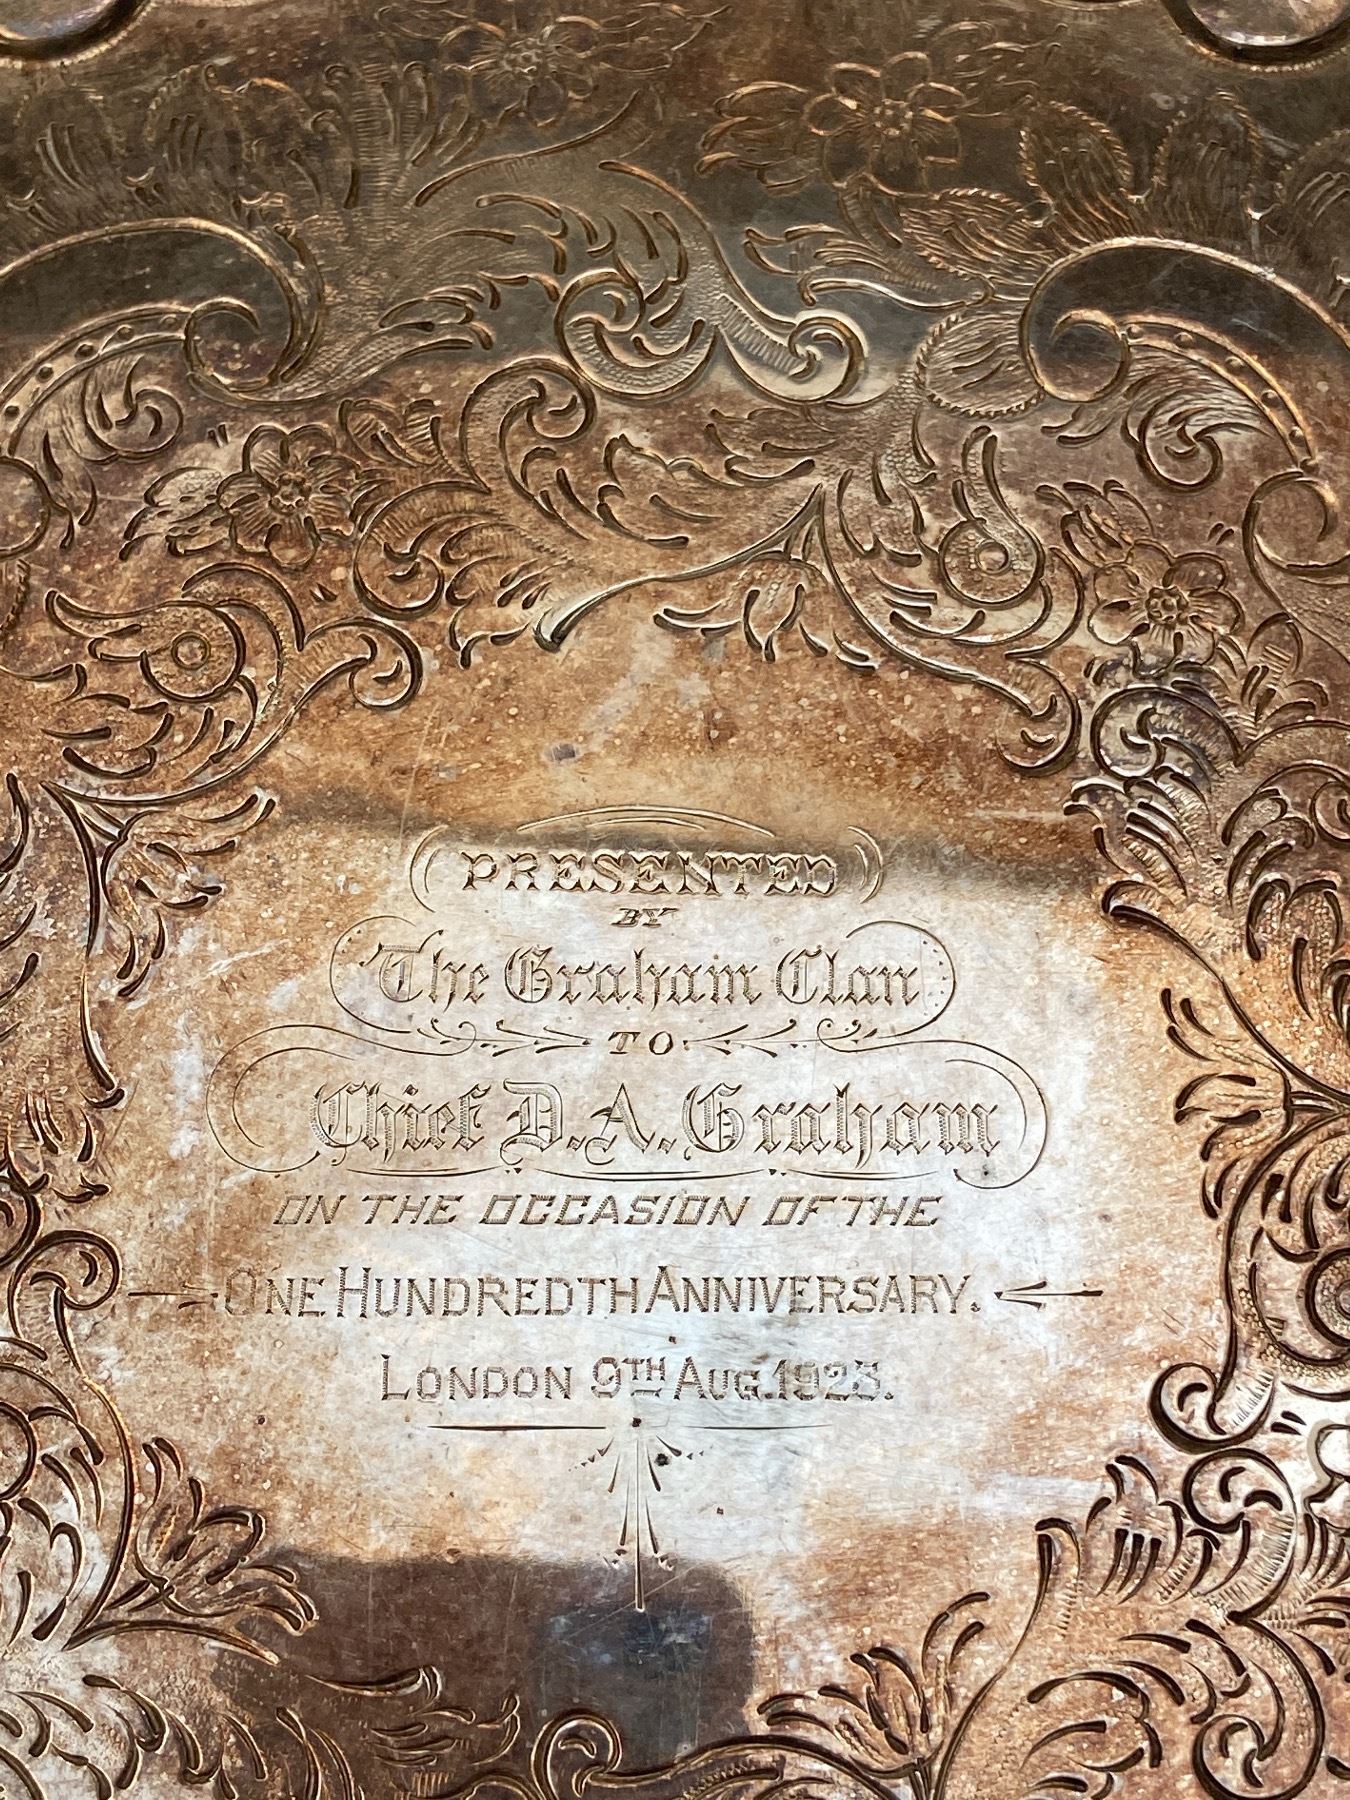 PRESENTED
BY
The Graham Clan
TO
Chief D.A. Graham
ON THE OCCASION OF THE
ONE HUNDREDTH ANNIVERSARY.
LONDON 9TH AUG. 1923.